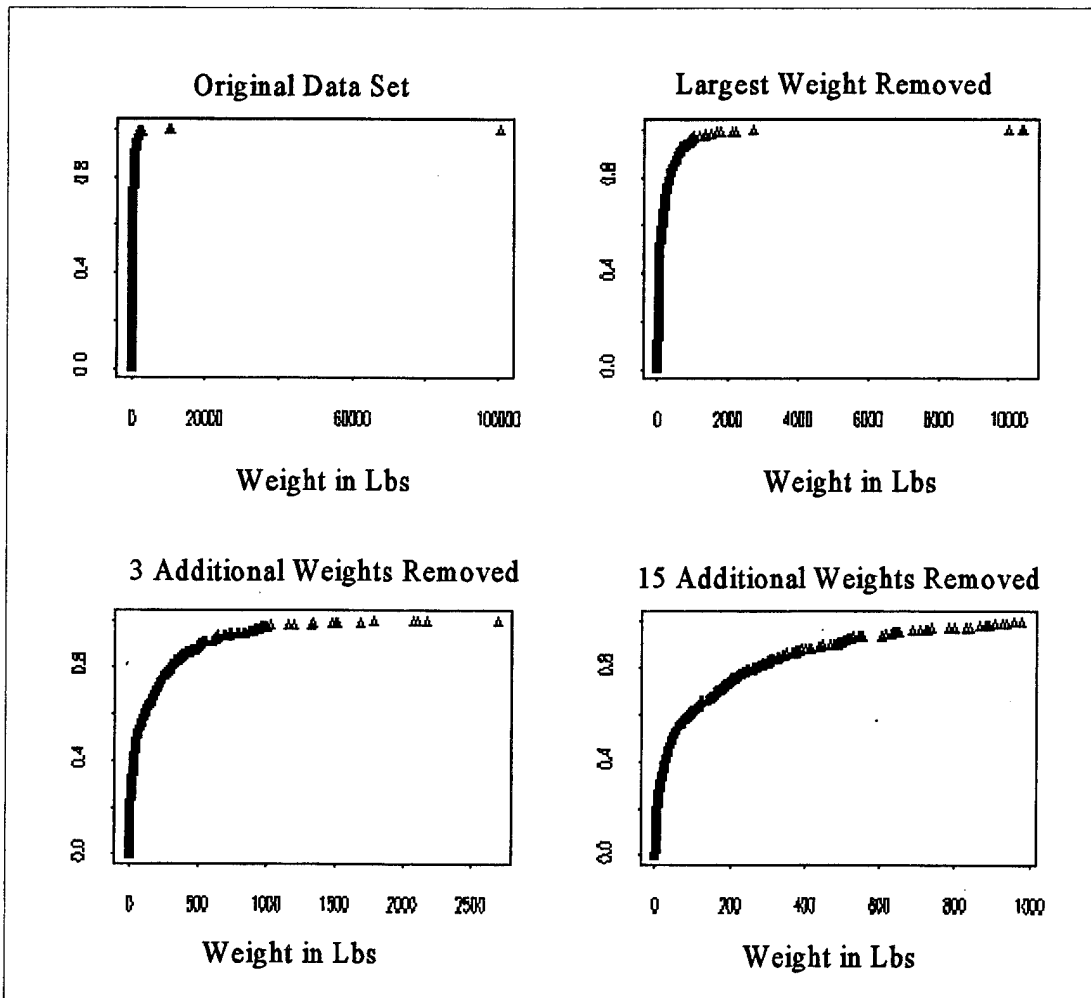 Original Data Set
0.8
0.4
0.0
0 20000 60000 100000
Weight in Lbs
Largest Weight Removed
0.8
0.4
0.0
0 2000 4000 6000 8000 10000
Weight in Lbs
3 Additional Weights Removed
0.8
0.4
0.0
0 500 1000 1500 2000 2500
Weight in Lbs
15 Additional Weights Removed
0.8
0.4
0.0
0 200 400 600 800 1000
Weight in Lbs